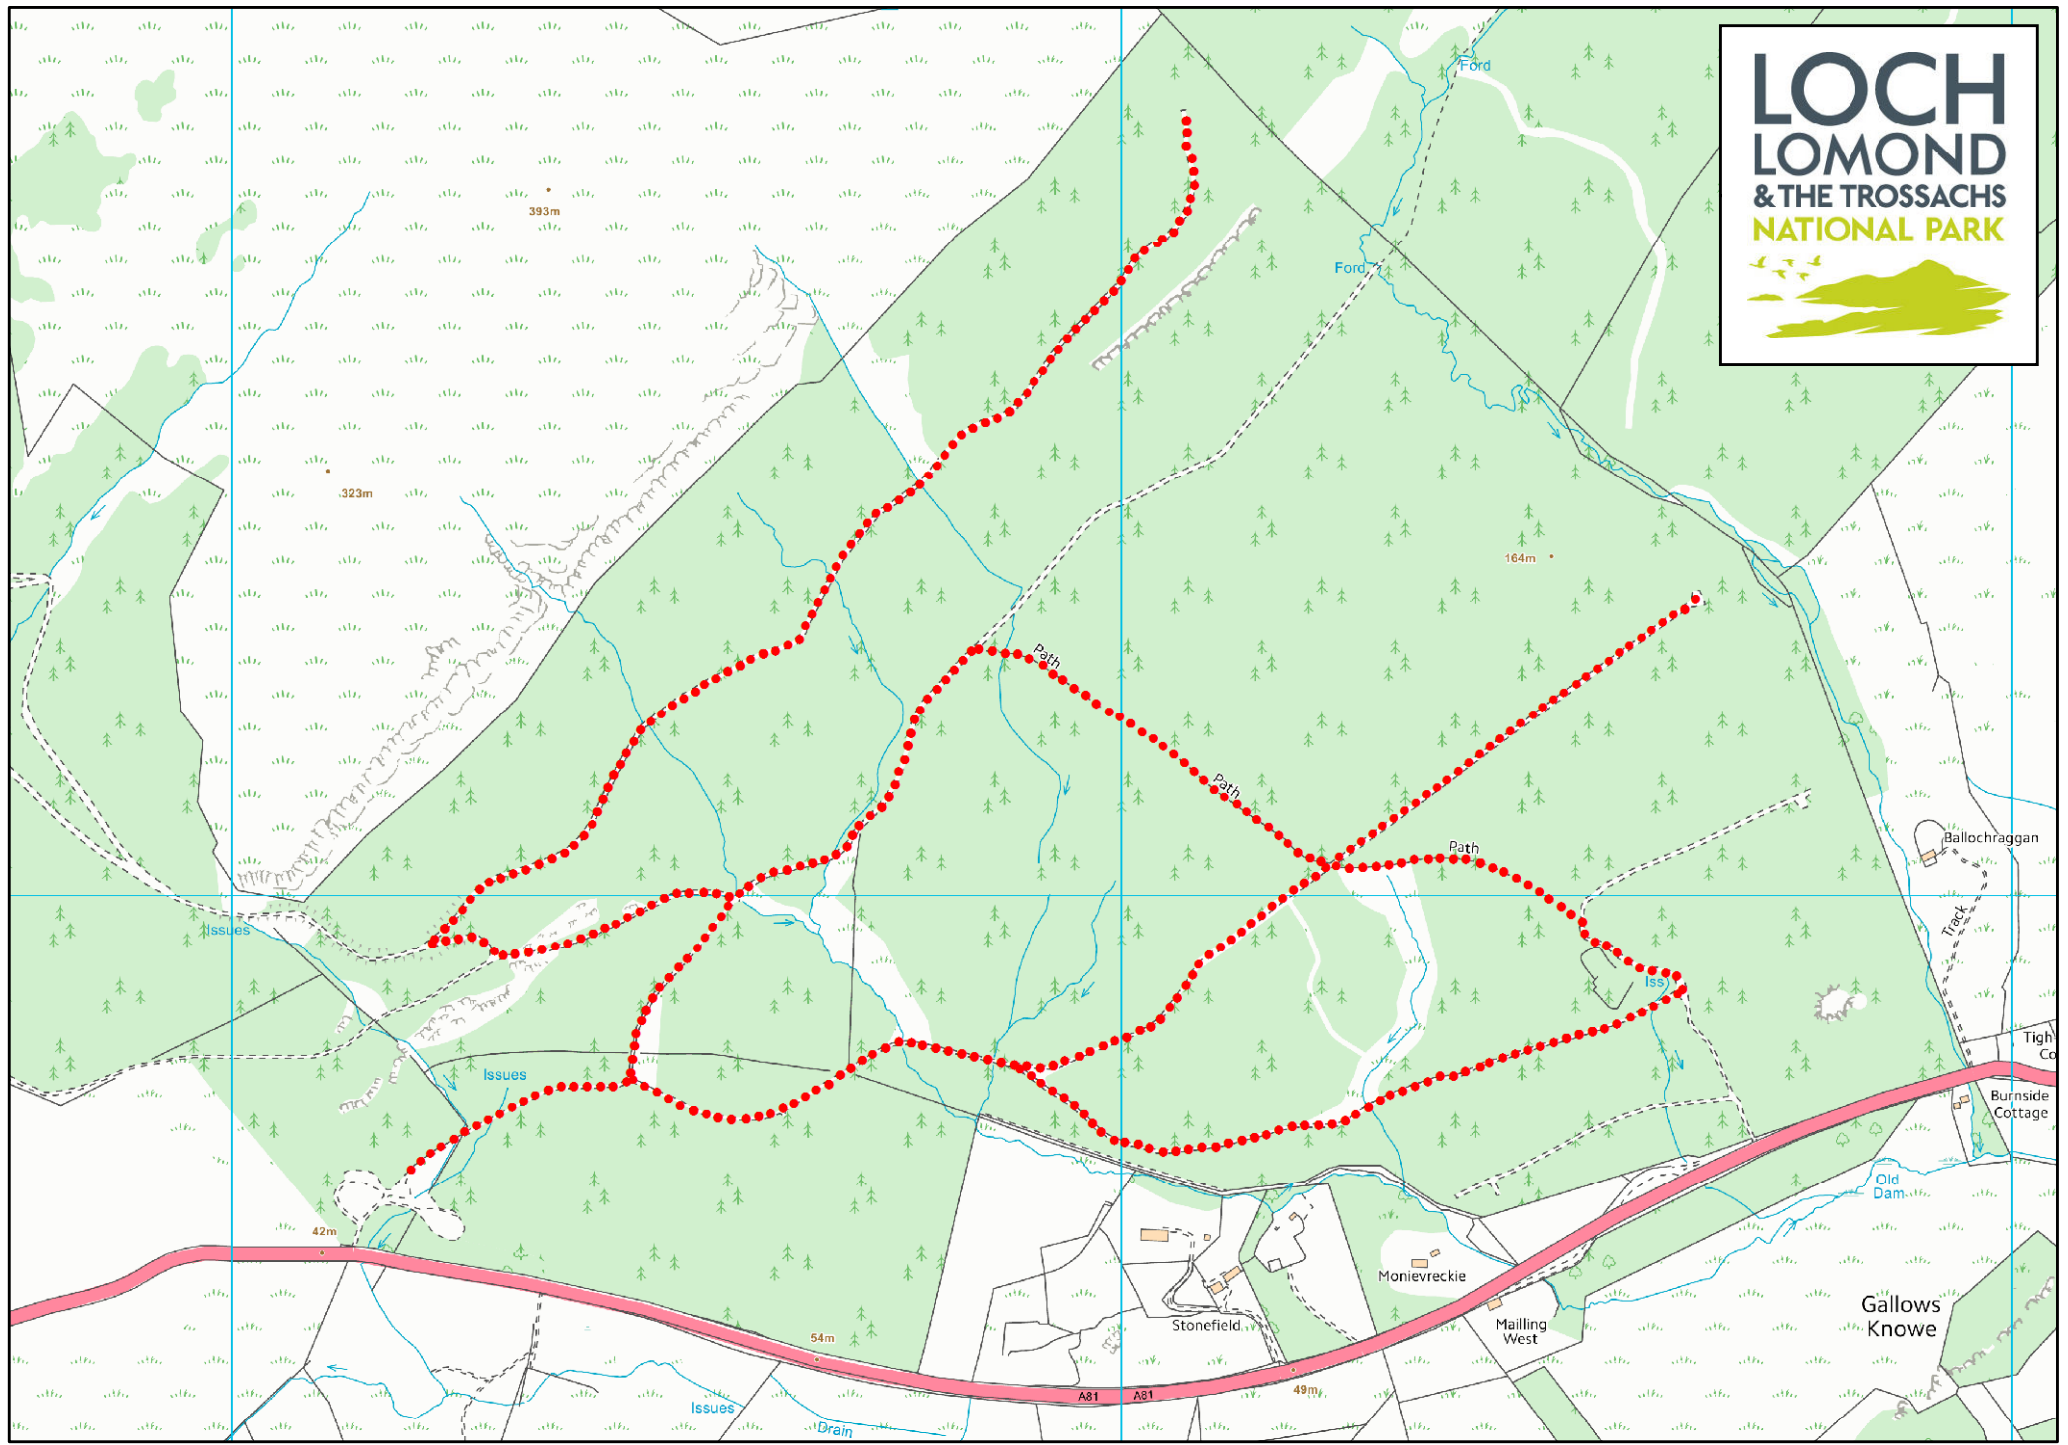 Ford
LOCH
LOMOND
& THE TROSSACHS
NATIONAL PARK
393m
Ford
323m
164m
Path
Path
Path
Ballochraggan
Track
Issues
Iss
Issues
Tigh
Co
Burnside
Cottage
Old
Dam
42m
Monievreckie
Stonefield
Mailling
West
Gallows
Knowe
54m
49m
A81
A81
Issues
Drain